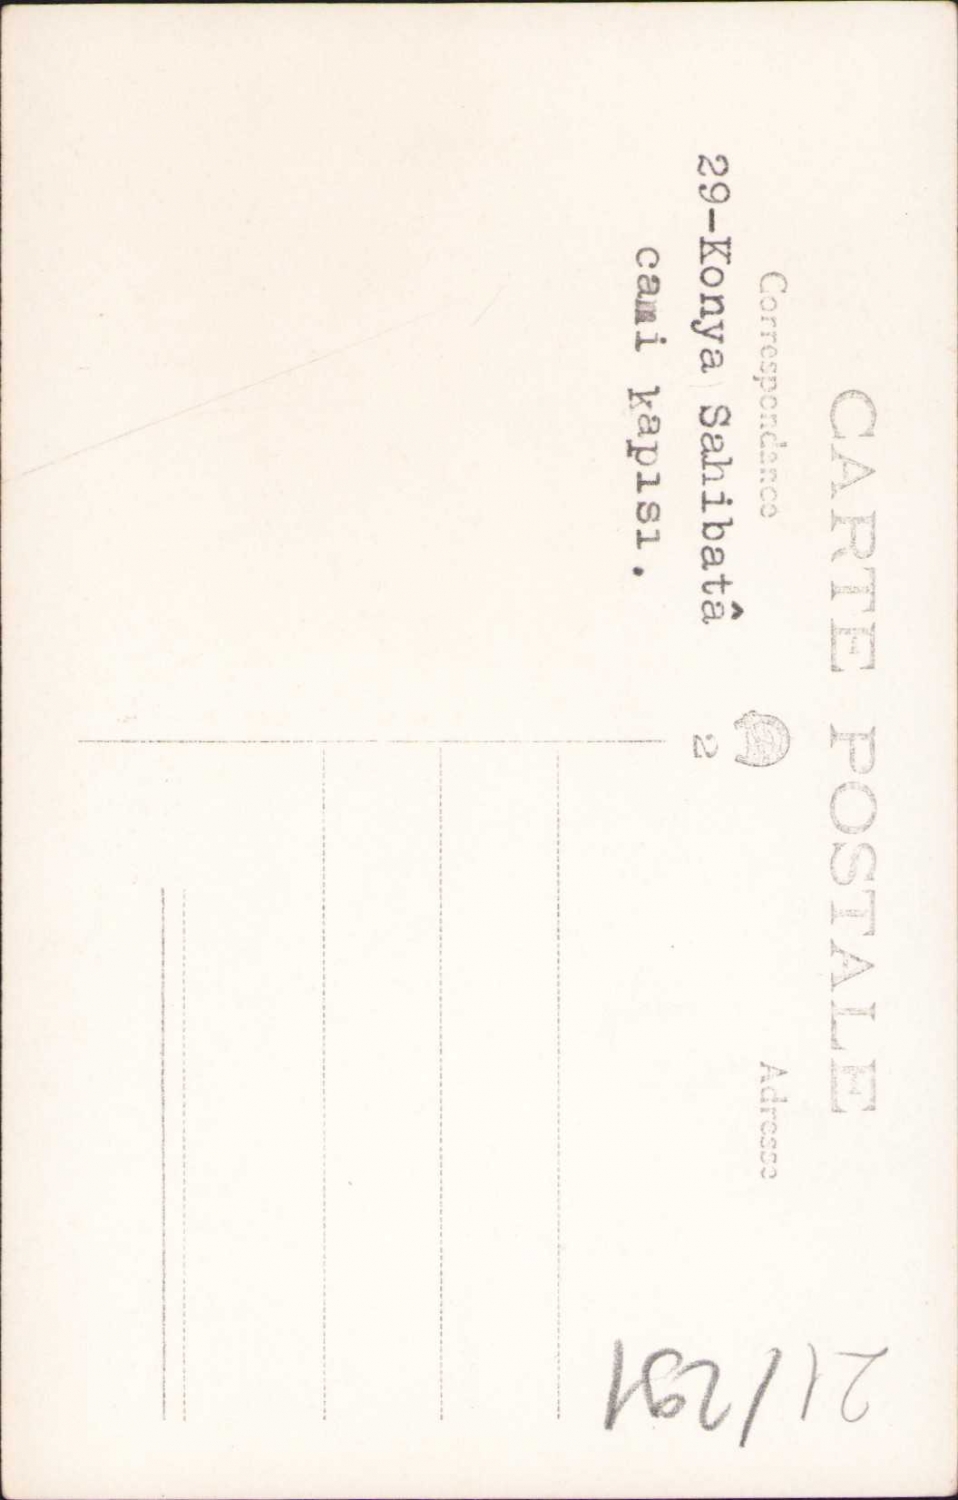 CARTE POSTALE
Correspondance
Adresse
29-Konya Sahibatâ
cami kapısı.
2
21/291